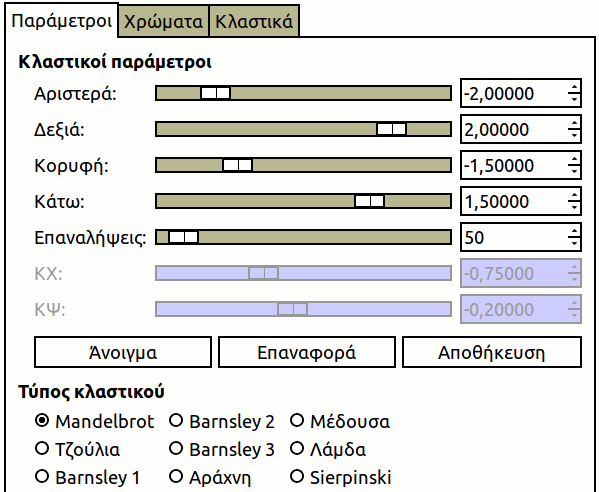 Παράμετροι Χρώματα Κλαστικά
Κλαστικοί παράμετροι
Αριστερά: -2,00000
Δεξιά: 2,00000
Κορυφή: -1,50000
Κάτω: 1,50000
Επαναλήψεις: 50
ΚΧ: -0,75000
ΚΨ: -0,20000
Άνοιγμα Επαναφορά Αποθήκευση
Τύπος κλαστικού
Mandelbrot Barnsley 2 Μέδουσα
Τζούλια Barnsley 3 Λάμδα
Barnsley 1 Αράχνη Sierpinski